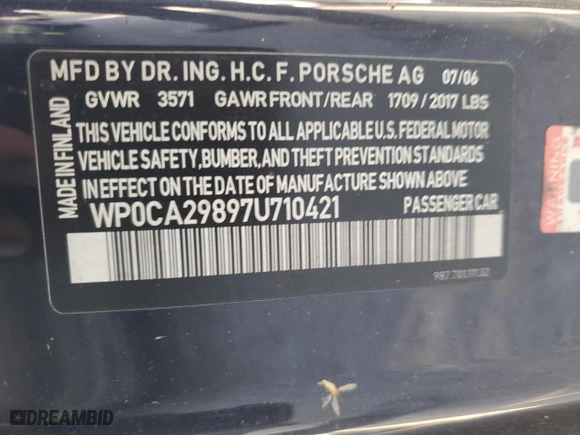 MFD BY DR. ING. H.C. F. PORSCHE AG 07/06
GVWR 3571 GAWR FRONT/REAR 1709 / 2017 LBS
THIS VEHICLE CONFORMS TO ALL APPLICABLE U.S. FEDERAL MOTOR
VEHICLE SAFETY, BUMPER, AND THEFT PREVENTION STANDARDS
IN EFFECT ON THE DATE OF MANUFACTURE SHOWN ABOVE
WP0CA29897U710421 PASSENGER CAR
MADE IN FINLAND
987.701.111.32
WARNING
DREAMBID